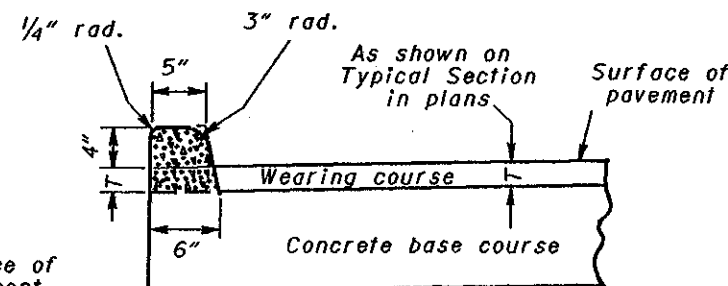 1/4" rad.
3" rad.
5"
As shown on
Typical Section
in plans
Surface of
pavement
4"
T
Wearing course
T
6"
Concrete base course
ce of